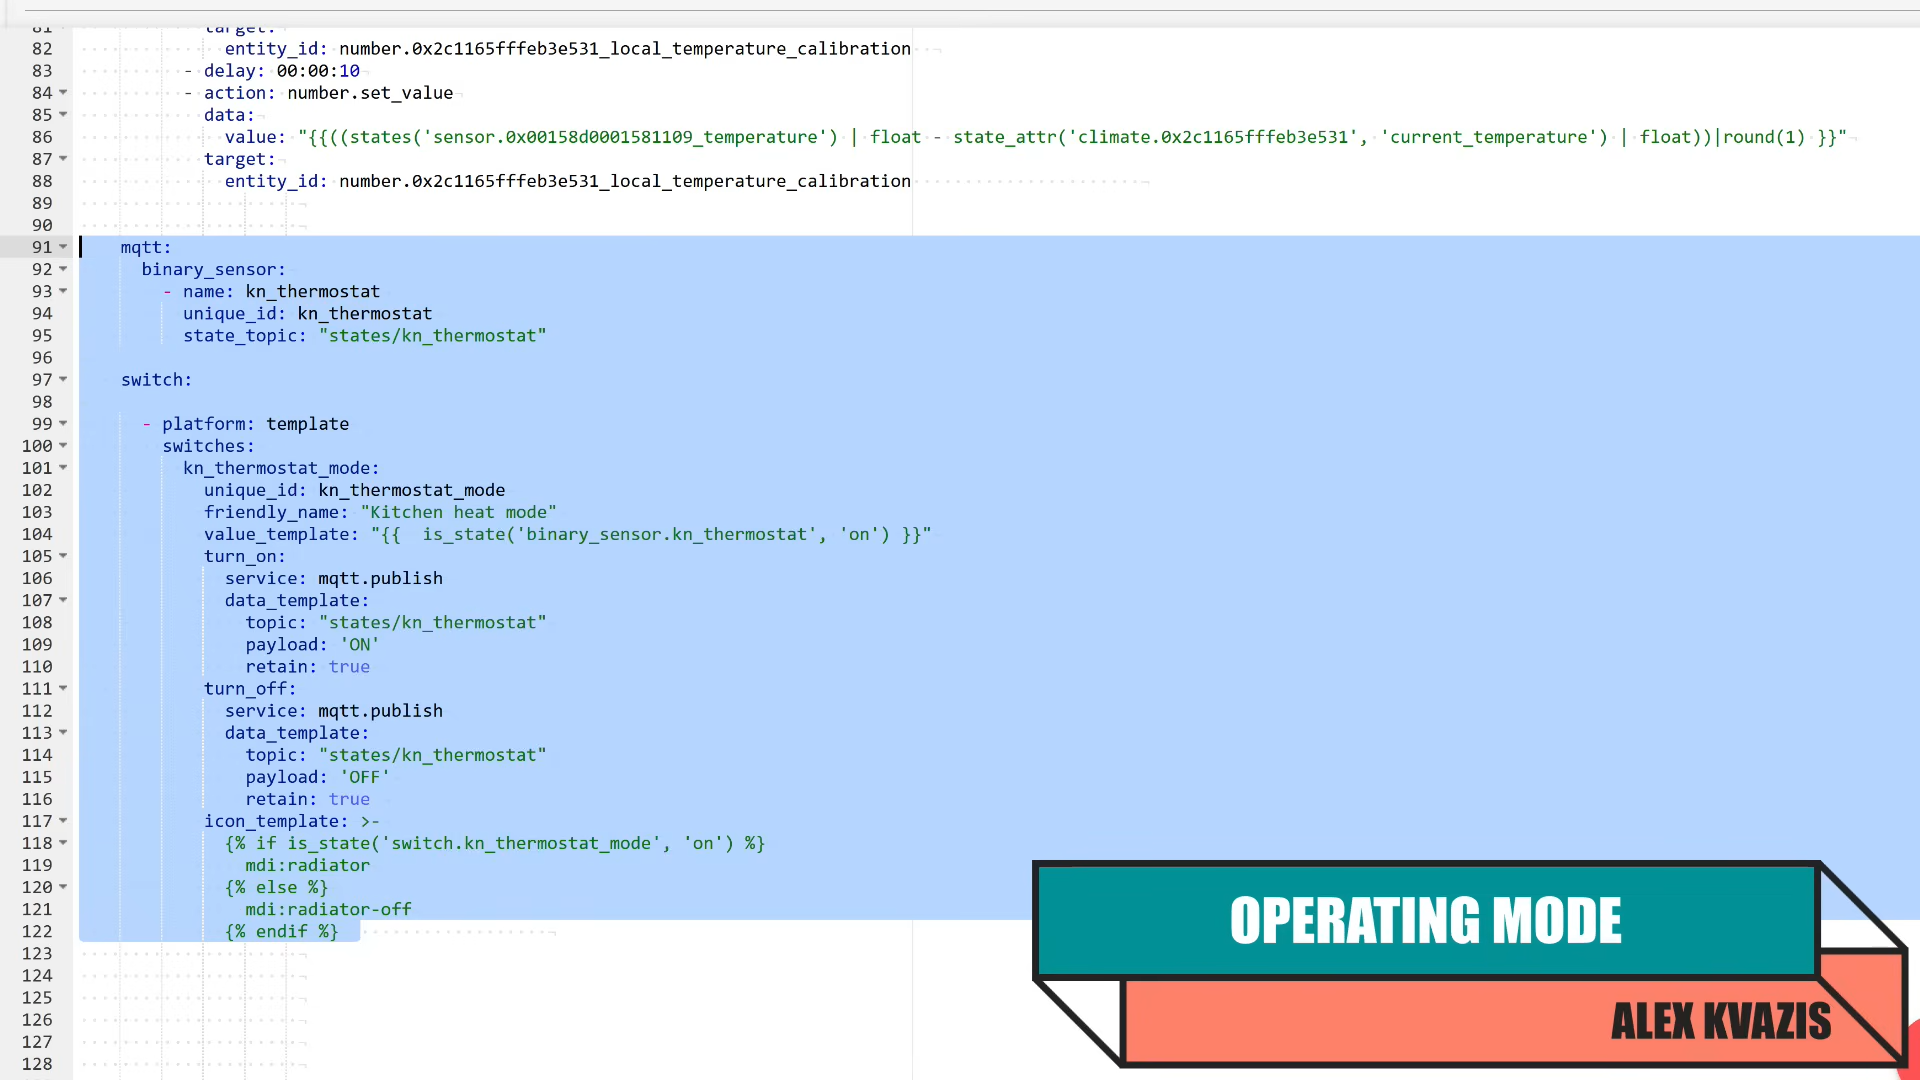 81 target:
82 entity_id: number.0x2c1165fffeb3e531_local_temperature_calibration
83 - delay: 00:00:10
84 - action: number.set_value
85 data:
86 value: "{{((states('sensor.0x00158d0001581109_temperature') | float - state_attr('climate.0x2c1165fffeb3e531', 'current_temperature') | float))|round(1) }}"
87 target:
88 entity_id: number.0x2c1165fffeb3e531_local_temperature_calibration
89
90
91 mqtt:
92 binary_sensor:
93 - name: kn_thermostat
94 unique_id: kn_thermostat
95 state_topic: "states/kn_thermostat"
96
97 switch:
98
99 - platform: template
100 switches:
101 kn_thermostat_mode:
102 unique_id: kn_thermostat_mode
103 friendly_name: "Kitchen heat mode"
104 value_template: "{{  is_state('binary_sensor.kn_thermostat', 'on') }}"
105 turn_on:
106 service: mqtt.publish
107 data_template:
108 topic: "states/kn_thermostat"
109 payload: 'ON'
110 retain: true
111 turn_off:
112 service: mqtt.publish
113 data_template:
114 topic: "states/kn_thermostat"
115 payload: 'OFF'
116 retain: true
117 icon_template: >-
118 {% if is_state('switch.kn_thermostat_mode', 'on') %}
119 mdi:radiator
120 {% else %}
121 mdi:radiator-off
122 {% endif %}
123
124
125
126
127
128
OPERATING MODE
ALEX KVAZIS